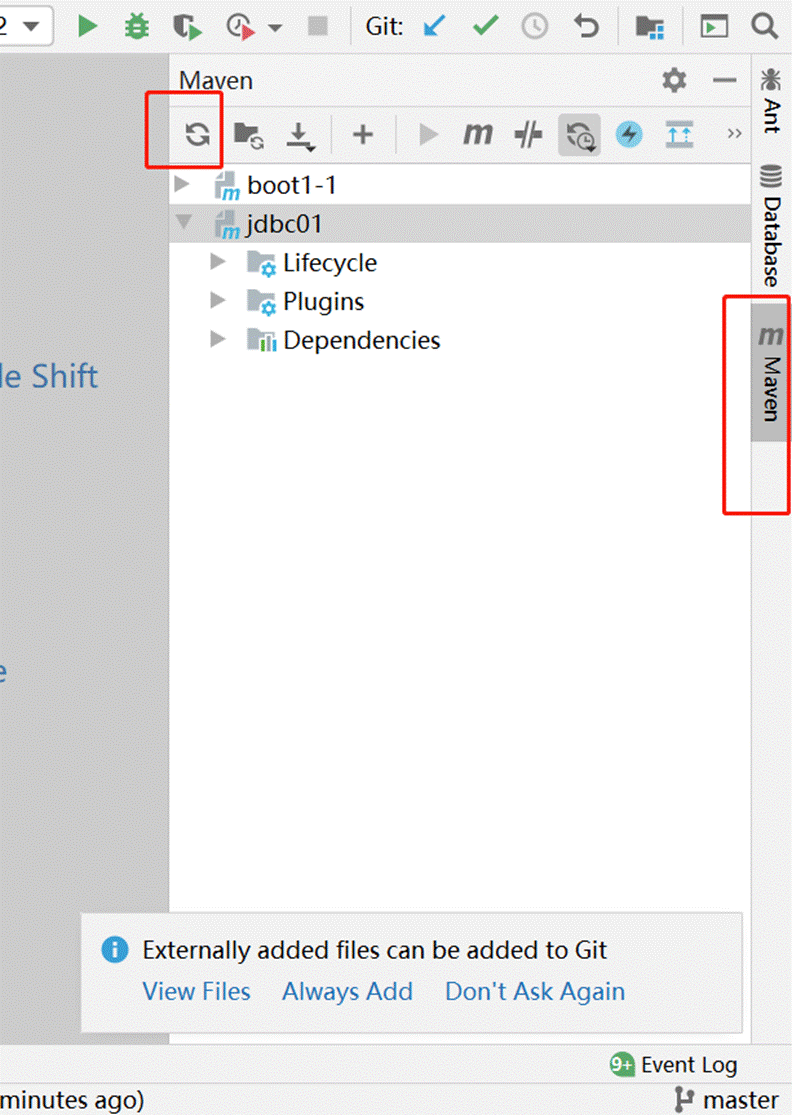 2 Git:
Maven
Ant
m
boot1-1
jdbc01
Database
Lifecycle
Plugins
Dependencies
m Maven
le Shift
e
Externally added files can be added to Git
View Files Always Add Don't Ask Again
9+ Event Log
minutes ago) master